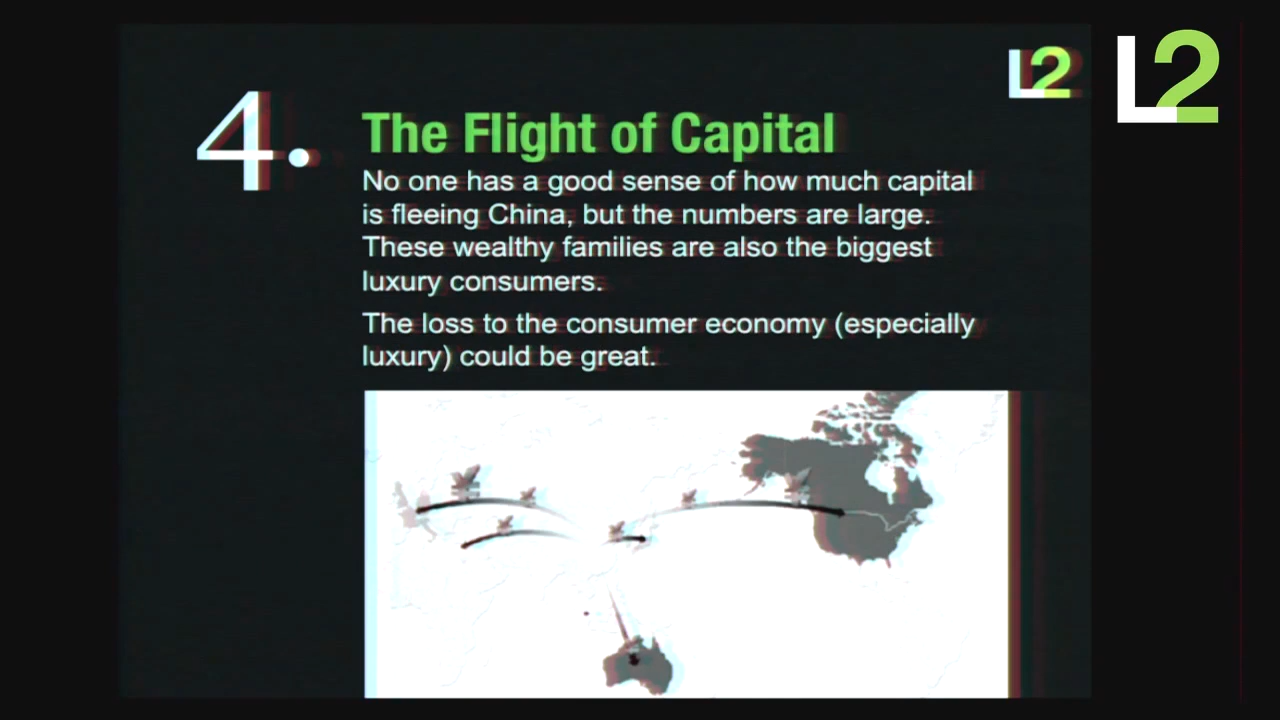 L2
L2
4.
The Flight of Capital
No one has a good sense of how much capital
is fleeing China, but the numbers are large.
These wealthy families are also the biggest
luxury consumers.
The loss to the consumer economy (especially
luxury) could be great.